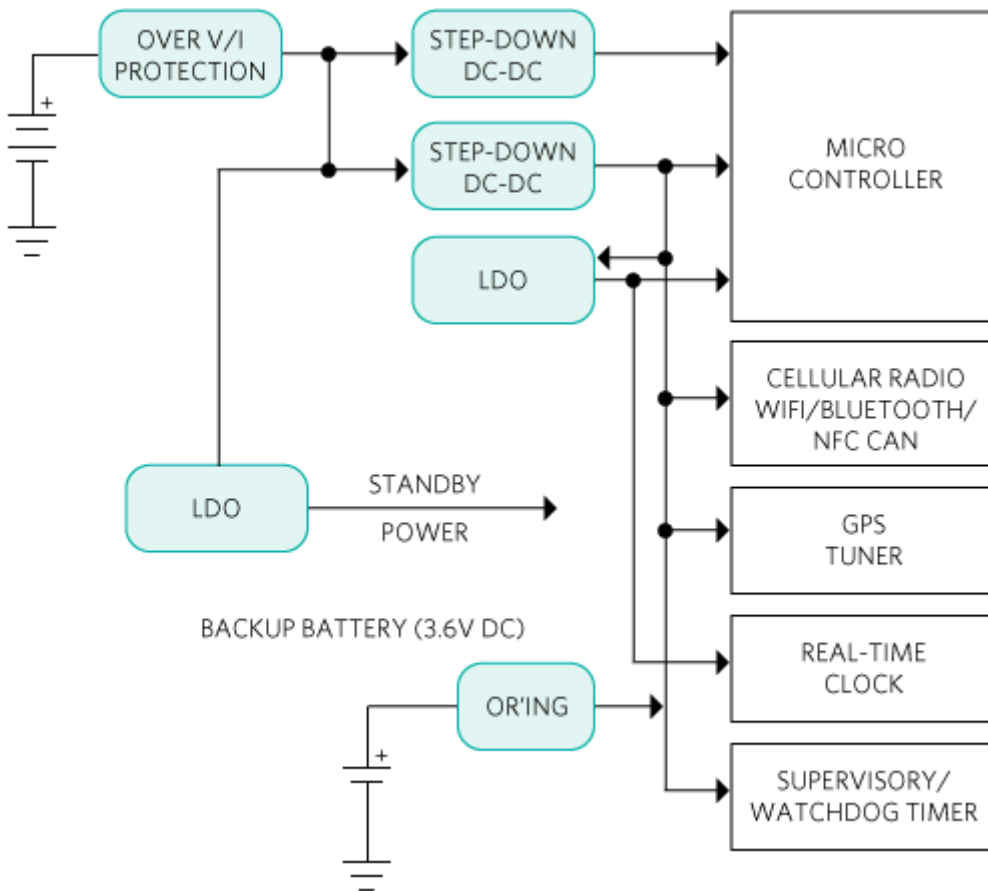 OVER V/I
PROTECTION
STEP-DOWN
DC-DC
+
STEP-DOWN
DC-DC
MICRO
CONTROLLER
LDO
CELLULAR RADIO
WIFI/BLUETOOTH/
NFC CAN
LDO
STANDBY
POWER
GPS
TUNER
BACKUP BATTERY (3.6V DC)
REAL-TIME
CLOCK
OR'ING
+
SUPERVISORY/
WATCHDOG TIMER